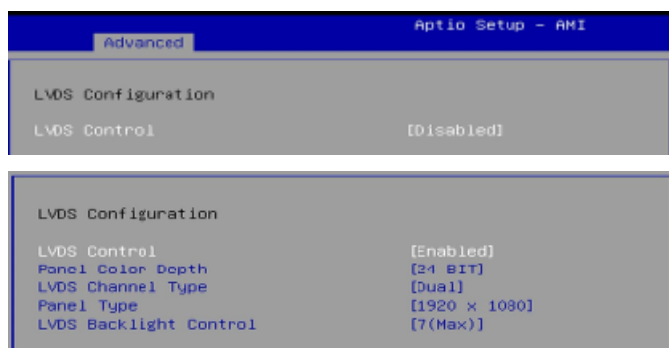 Aptio Setup – AMI
Advanced
LVDS Configuration
LVDS Control [Disabled]
LVDS Configuration
LVDS Control [Enabled]
Panel Color Depth [24 BIT]
LVDS Channel Type [Dual]
Panel Type [1920 x 1080]
LVDS Backlight Control [7(Max)]